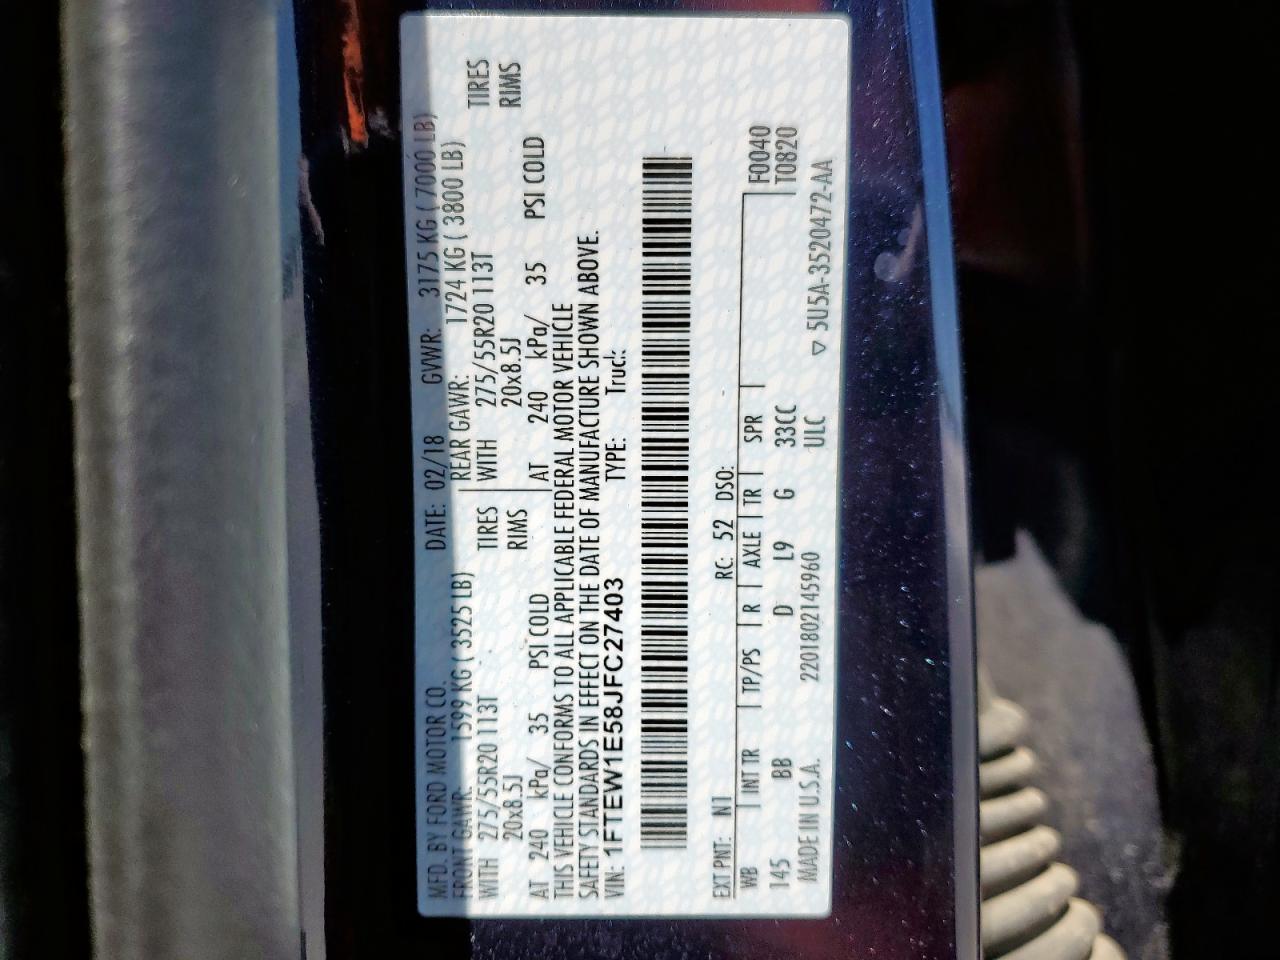 MFD. BY FORD MOTOR CO. DATE: 02/18 GVWR: 3175 KG ( 7000 LB)
FRONT GAWR: 1599 KG ( 3525 LB) REAR GAWR: 1724 KG ( 3800 LB)
WITH 275/55R20 113T TIRES WITH 275/55R20 113T TIRES
20x8.5J RIMS 20x8.5J RIMS
AT 240 kPa/ 35 PSI COLD AT 240 kPa/ 35 PSI COLD
THIS VEHICLE CONFORMS TO ALL APPLICABLE FEDERAL MOTOR VEHICLE
SAFETY STANDARDS IN EFFECT ON THE DATE OF MANUFACTURE SHOWN ABOVE.
VIN: 1FTEW1E58JFC27403 TYPE: Truck
EXT PNT: N1 RC: 52 DSO:
WB INT TR TP/PS R AXLE TR SPR F0040
145 BB D L9 G 33CC T0820
MADE IN U.S.A. 2201802145960 ULC
▽ 5U5A-3520472-AA